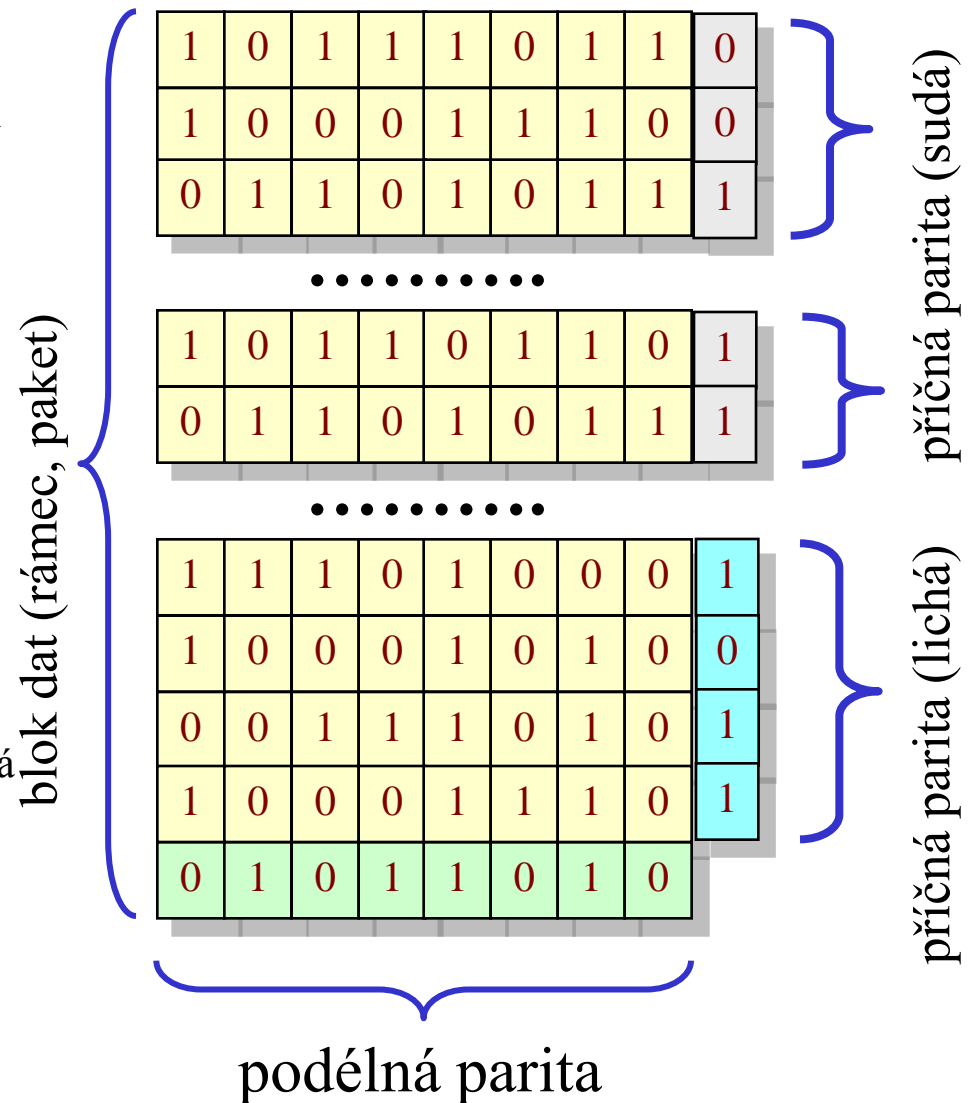 1 0 1 1 1 0 1 1 0
1 0 0 0 1 1 1 0 0
0 1 1 0 1 0 1 1 1
..........
1 0 1 1 0 1 1 0 1
0 1 1 0 1 0 1 1 1
..........
1 1 1 0 1 0 0 0 1
1 0 0 0 1 0 1 0 0
0 0 1 1 1 0 1 0 1
1 0 0 0 1 1 1 0 1
0 1 0 1 1 0 1 0
blok dat (rámec, paket)
á
příčná parita (sudá)
příčná parita
příčná parita (lichá)
podélná parita